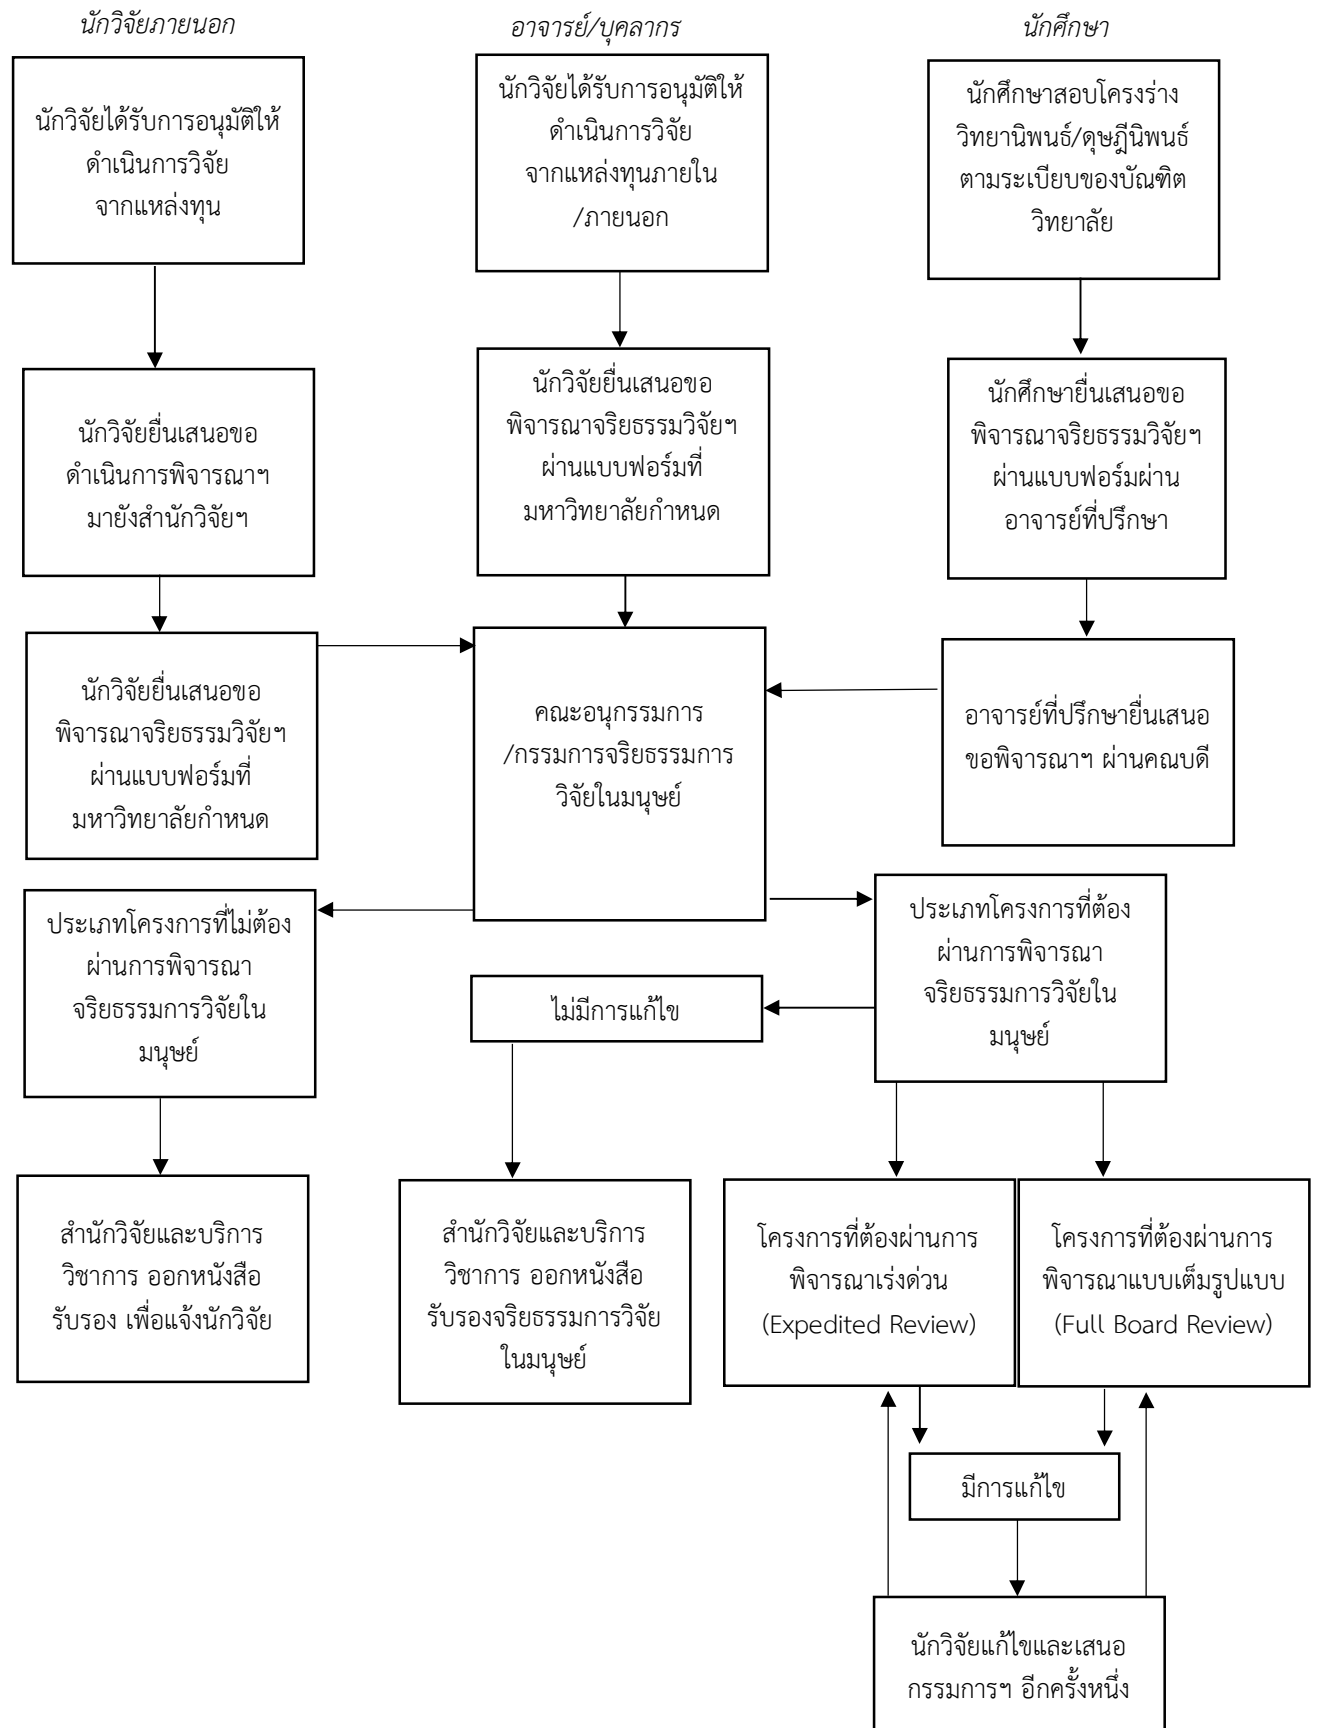 นักวิจัยภายนอก
อาจารย์/บุคลากร
นักศึกษา
นักวิจัยได้รับการอนุมัติให้
ดำเนินการวิจัย
จากแหล่งทุน
นักวิจัยได้รับการอนุมัติให้
ดำเนินการวิจัย
จากแหล่งทุนภายใน
/ภายนอก
นักศึกษาสอบโครงร่าง
วิทยานิพนธ์/ดุษฎีนิพนธ์
ตามระเบียบของบัณฑิต
วิทยาลัย
นักวิจัยยื่นเสนอขอ
ดำเนินการพิจารณาฯ
มายังสำนักวิจัยฯ
นักวิจัยยื่นเสนอขอ
พิจารณาจริยธรรมวิจัยฯ
ผ่านแบบฟอร์มที่
มหาวิทยาลัยกำหนด
นักศึกษายื่นเสนอขอ
พิจารณาจริยธรรมวิจัยฯ
ผ่านแบบฟอร์มผ่าน
อาจารย์ที่ปรึกษา
นักวิจัยยื่นเสนอขอ
พิจารณาจริยธรรมวิจัยฯ
ผ่านแบบฟอร์มที่
มหาวิทยาลัยกำหนด
คณะอนุกรรมการ
/กรรมการจริยธรรมการ
วิจัยในมนุษย์
อาจารย์ที่ปรึกษายื่นเสนอ
ขอพิจารณาฯ ผ่านคณบดี
ประเภทโครงการที่ไม่ต้อง
ผ่านการพิจารณา
จริยธรรมการวิจัยใน
มนุษย์
ไม่มีการแก้ไข
ประเภทโครงการที่ต้อง
ผ่านการพิจารณา
จริยธรรมการวิจัยใน
มนุษย์
สำนักวิจัยและบริการ
วิชาการ ออกหนังสือ
รับรอง เพื่อแจ้งนักวิจัย
สำนักวิจัยและบริการ
วิชาการ ออกหนังสือ
รับรองจริยธรรมการวิจัย
ในมนุษย์
โครงการที่ต้องผ่านการ
พิจารณาเร่งด่วน
(Expedited Review)
โครงการที่ต้องผ่านการ
พิจารณาแบบเต็มรูปแบบ
(Full Board Review)
มีการแก้ไข
นักวิจัยแก้ไขและเสนอ
กรรมการฯ อีกครั้งหนึ่ง